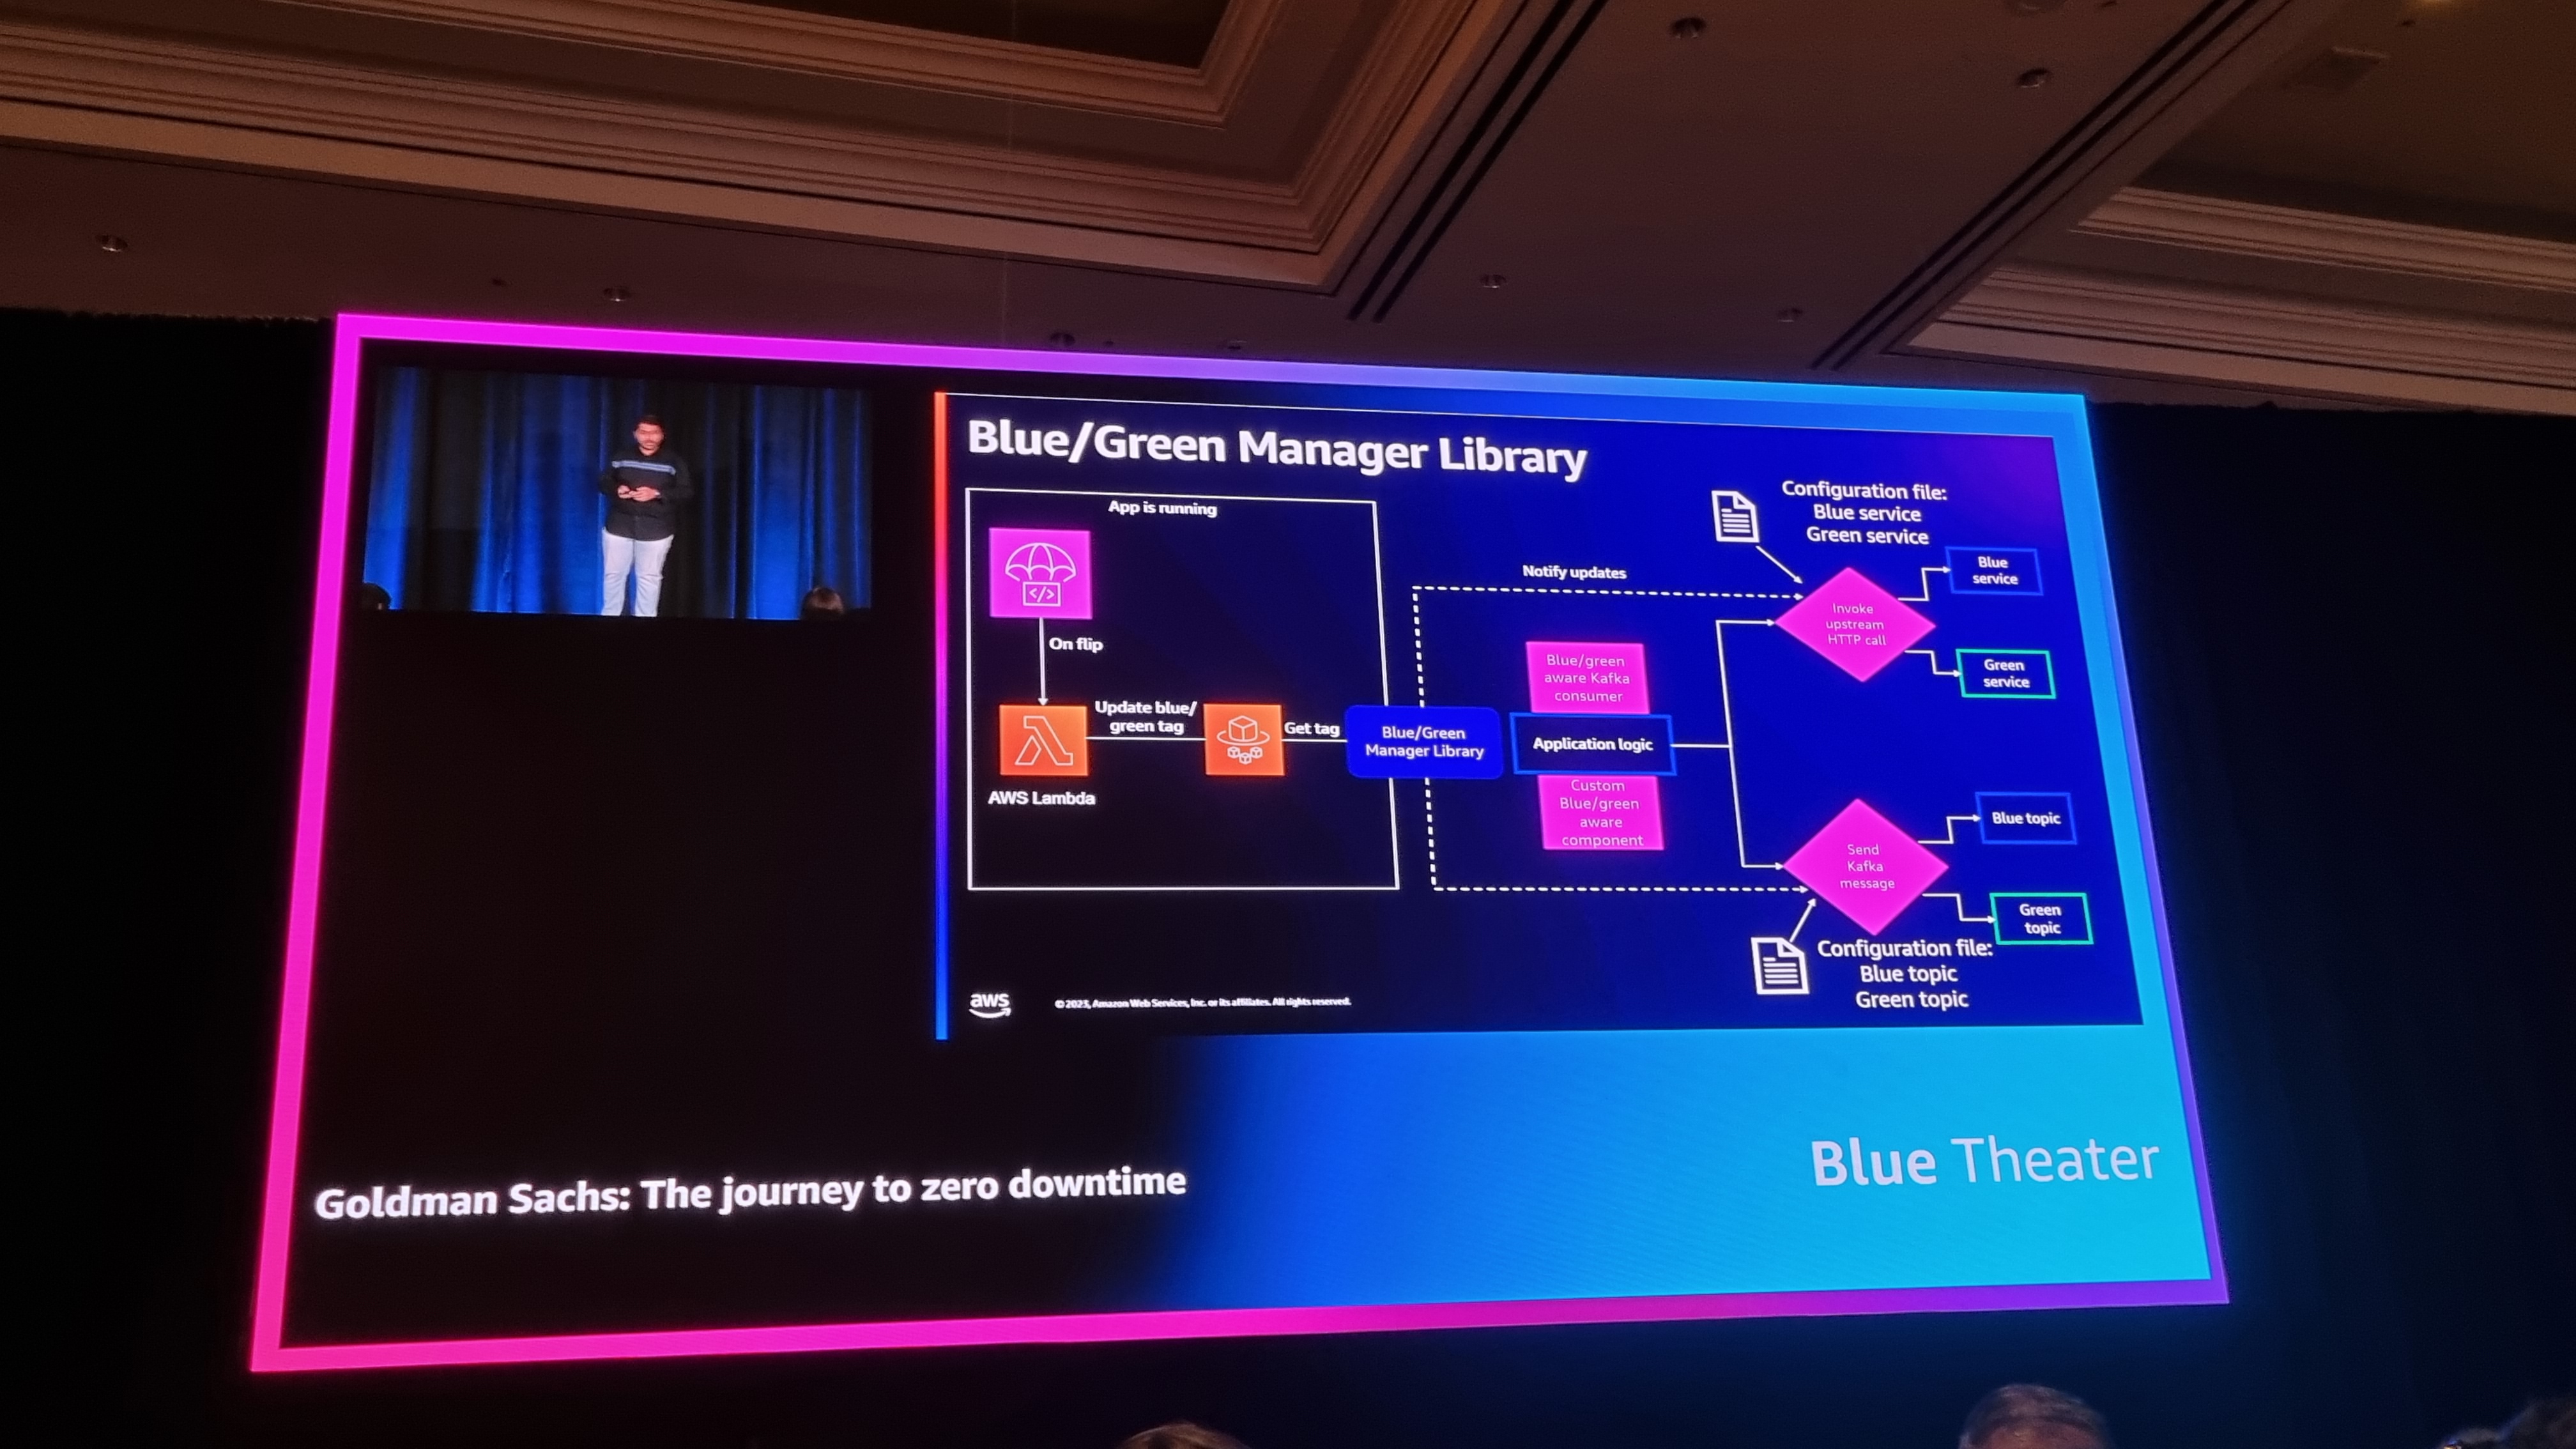 Blue/Green Manager Library
App is running
</>
On flip
Update blue/
green tag
Get tag
AWS Lambda
Blue/Green
Manager Library
Notify updates
Blue/green
aware Kafka
consumer
Application logic
Custom
Blue/green
aware
component
Configuration file:
Blue service
Green service
Invoke
upstream
HTTP call
Blue
service
Green
service
Send
Kafka
message
Blue topic
Green
topic
Configuration file:
Blue topic
Green topic
aws
© 2023, Amazon Web Services, Inc. or its affiliates. All rights reserved.
Goldman Sachs: The journey to zero downtime
Blue Theater